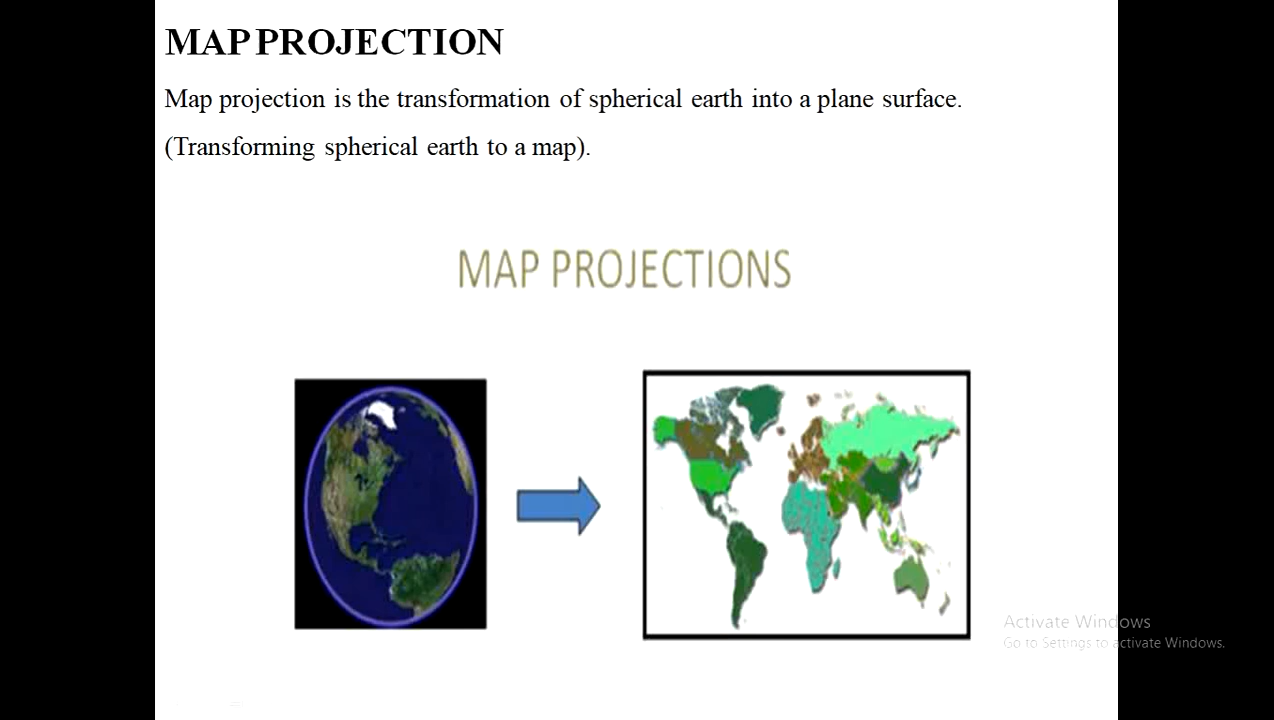 MAP PROJECTION
Map projection is the transformation of spherical earth into a plane surface.
(Transforming spherical earth to a map).
MAP PROJECTIONS
Activate Windows
Go to Settings to activate Windows.